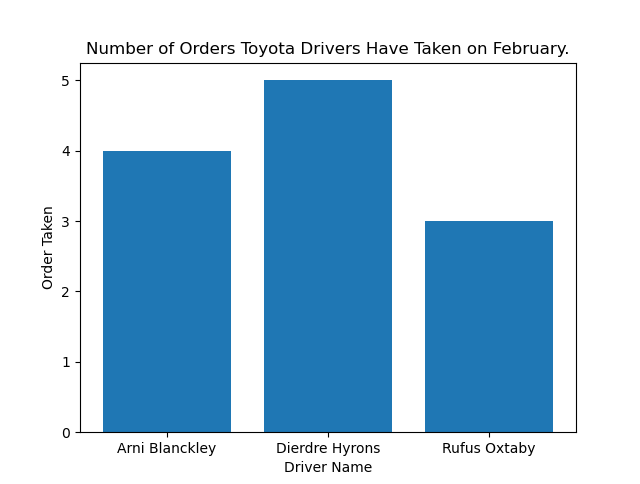 Number of Orders Toyota Drivers Have Taken on February.
5
4
3
2
1
0
Order Taken
Arni Blanckley Dierdre Hyrons Rufus Oxtaby
Driver Name